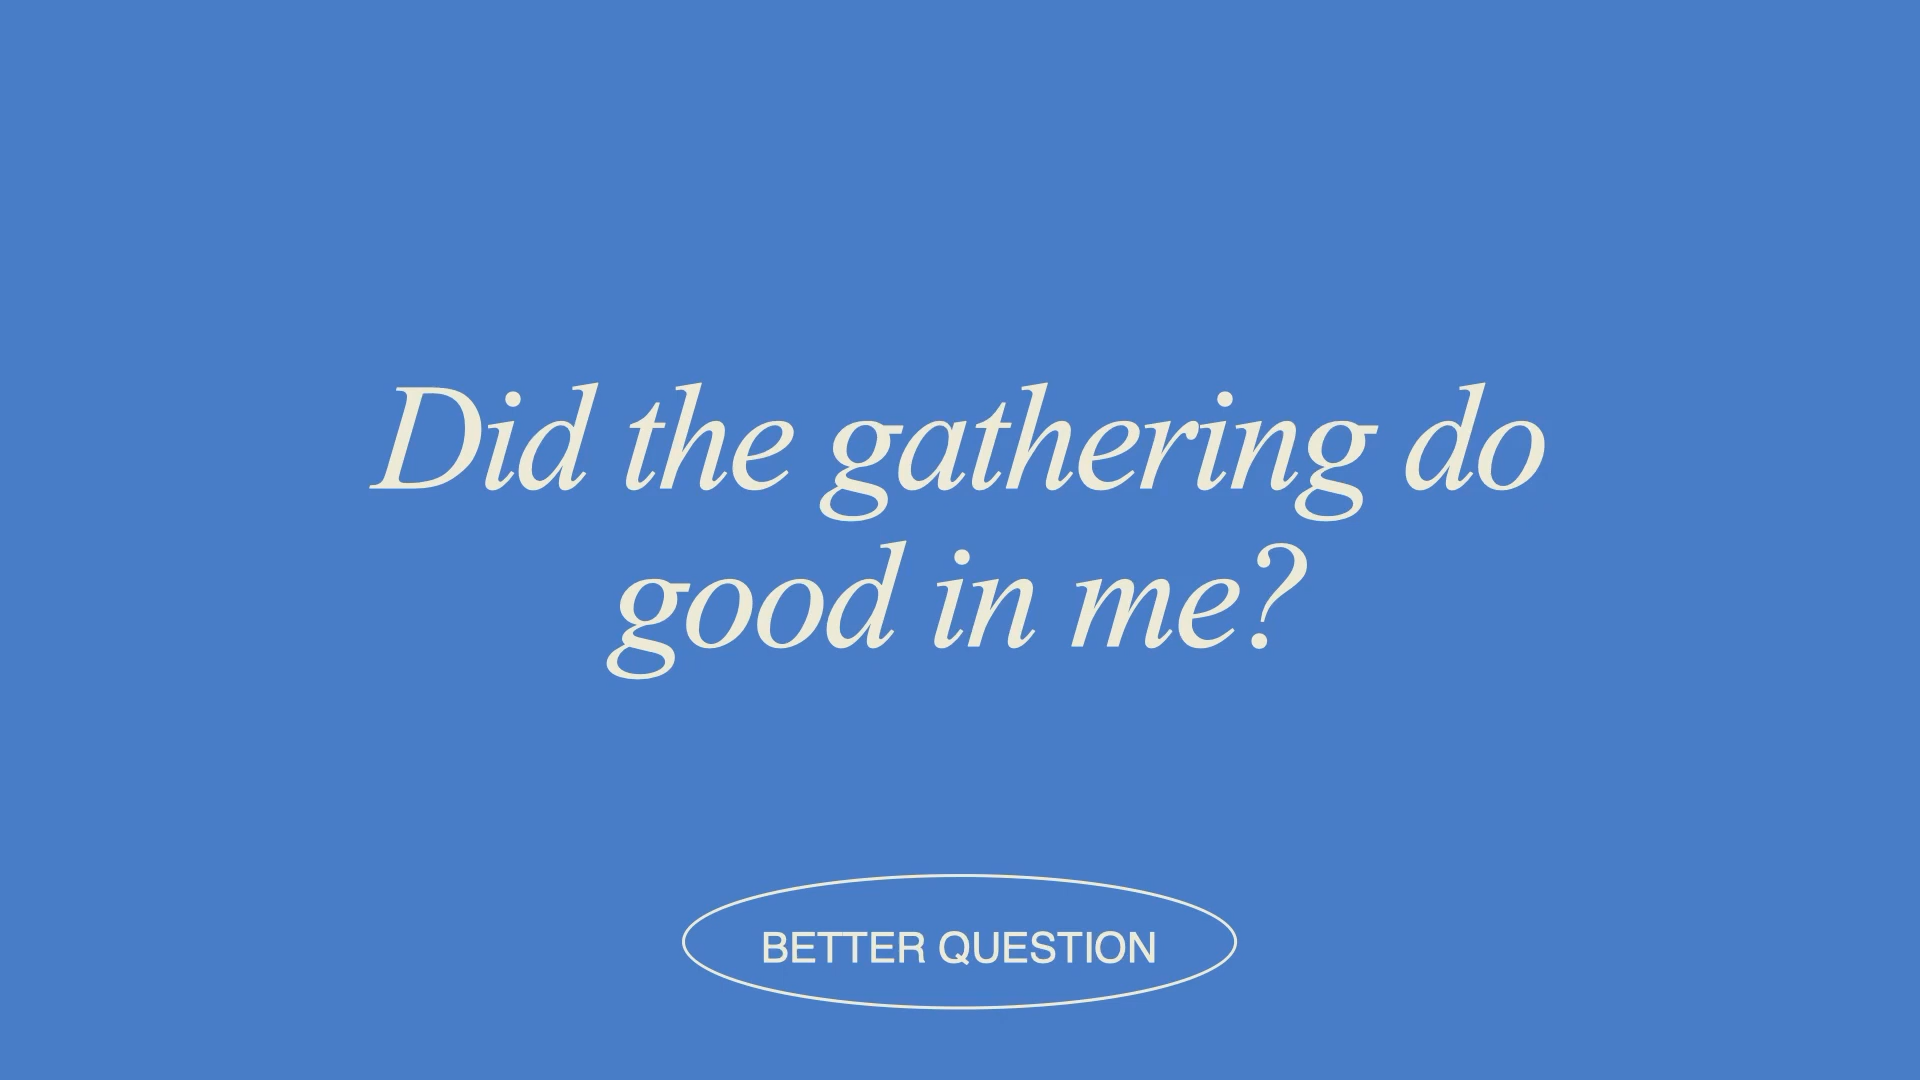 Did the gathering do
good in me?
BETTER QUESTION